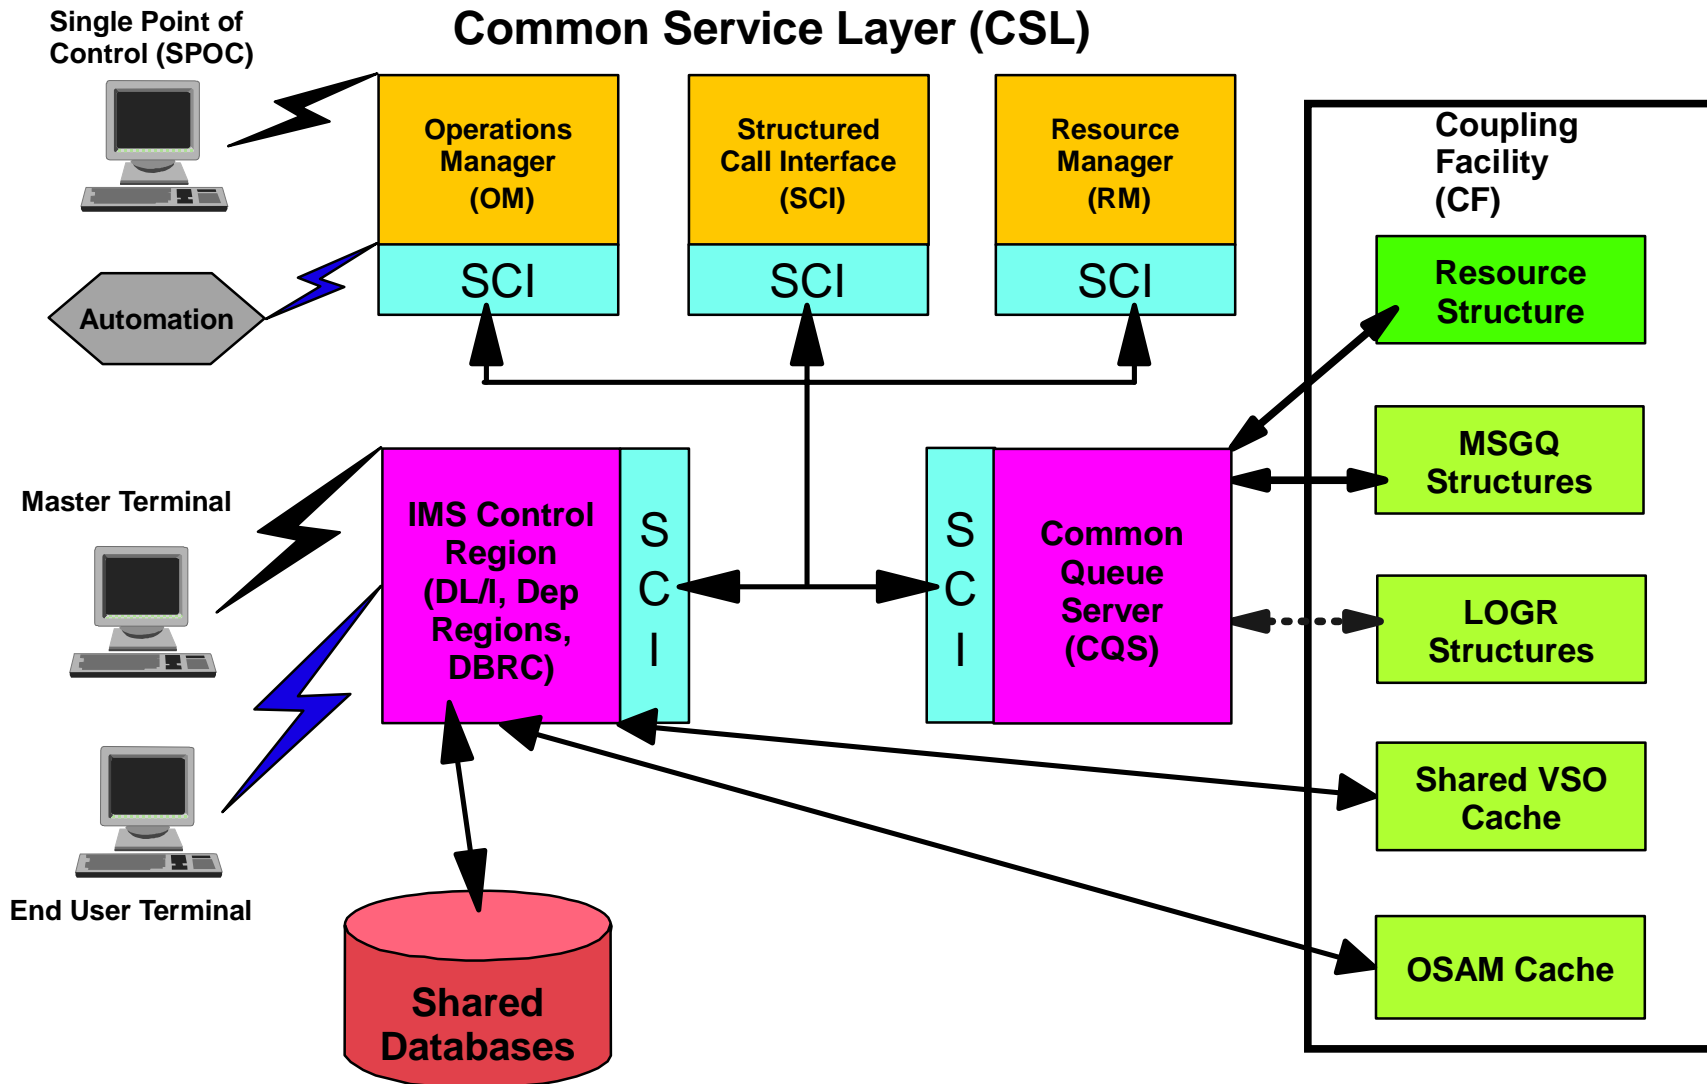 Single Point of
Control (SPOC)
Common Service Layer (CSL)
Operations
Manager
(OM)
SCI
Structured
Call Interface
(SCI)
SCI
Resource
Manager
(RM)
SCI
Coupling
Facility
(CF)
Automation
Resource
Structure
MSGQ
Structures
LOGR
Structures
Shared VSO
Cache
OSAM Cache
Master Terminal
IMS Control
Region
(DL/I, Dep
Regions,
DBRC)
S
C
I
S
C
I
Common
Queue
Server
(CQS)
End User Terminal
Shared
Databases